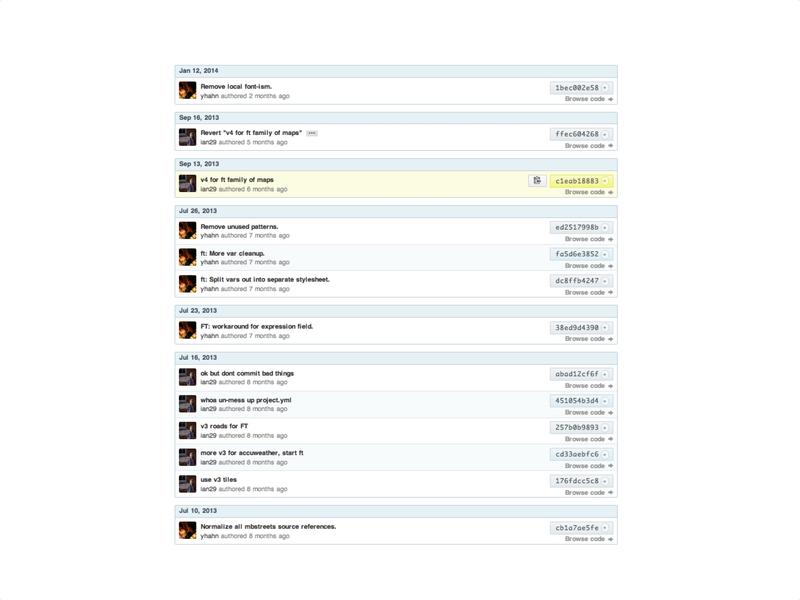 Jan 12, 2014
Remove local font-ism.
1bec002e58
yhahn authored 2 months ago
Browse code
Sep 16, 2013
Revert "v4 for ft family of maps"
ffec604268
ian29 authored 5 months ago
Browse code
Sep 13, 2013
v4 for ft family of maps
c1eab18883
ian29 authored 6 months ago
Browse code
Jul 26, 2013
Remove unused patterns.
ed2517998b
yhahn authored 7 months ago
Browse code
ft: More var cleanup.
fa5d6e3852
yhahn authored 7 months ago
Browse code
ft: Split vars out into separate stylesheet.
dc8ffb4247
yhahn authored 7 months ago
Browse code
Jul 23, 2013
FT: workaround for expression field.
38ed9d4390
yhahn authored 7 months ago
Browse code
Jul 16, 2013
ok but dont commit bad things
abad12cf6f
ian29 authored 8 months ago
Browse code
whoa un-mess up project.yml
451054b3d4
ian29 authored 8 months ago
Browse code
v3 roads for FT
257b0b9893
ian29 authored 8 months ago
Browse code
more v3 for accuweather, start ft
cd33aebfc6
ian29 authored 8 months ago
Browse code
use v3 tiles
176fdcc5c8
ian29 authored 8 months ago
Browse code
Jul 10, 2013
Normalize all mbstreets source references.
cb1a7ae5fe
yhahn authored 8 months ago
Browse code